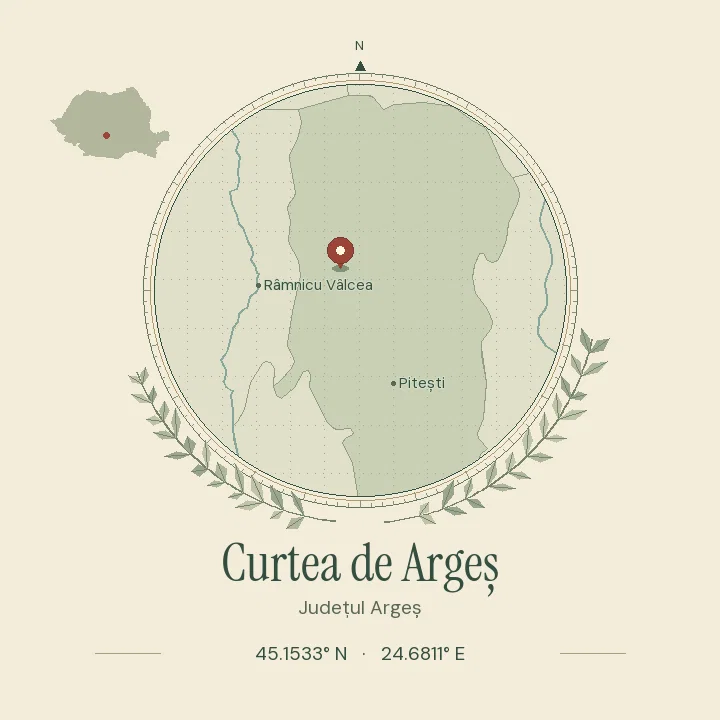 N
Râmnicu Vâlcea
Pitești
Curtea de Argeș
Județul Argeș
45.1533° N · 24.6811° E